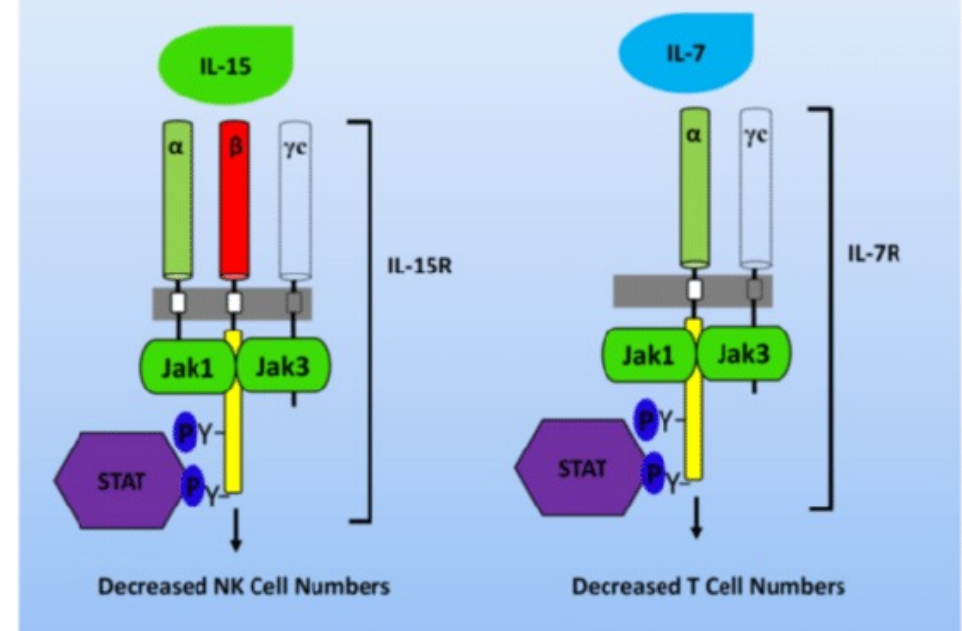 IL-15
α
β
γc
IL-15R
Jak1
Jak3
P
Y
STAT
P
Y
Decreased NK Cell Numbers
IL-7
α
γc
IL-7R
Jak1
Jak3
P
Y
STAT
P
Y
Decreased T Cell Numbers